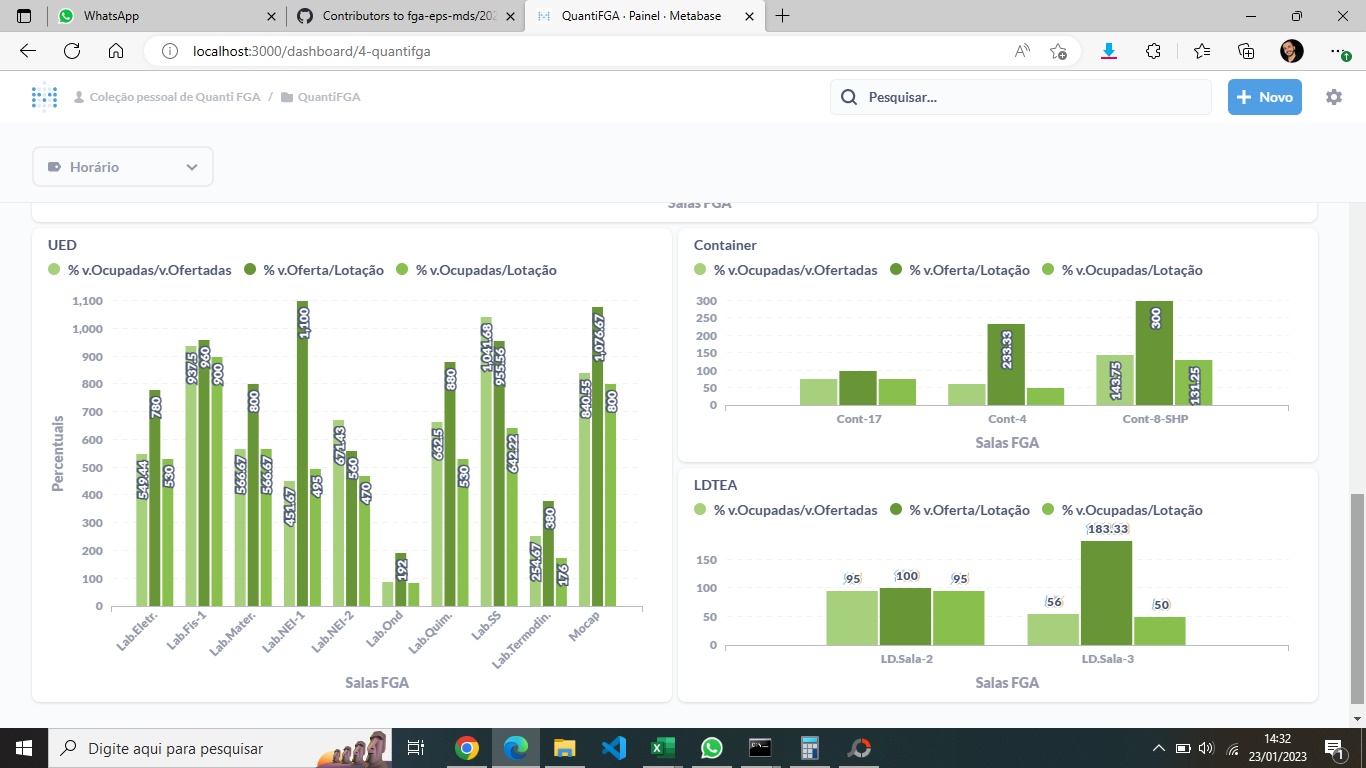 WhatsApp
Contributors to fga-eps-mds/202
QuantiFGA · Painel · Metabase
localhost:3000/dashboard/4-quantifga
Coleção pessoal de Quanti FGA / QuantiFGA
Pesquisar...
Novo
Horário
Salas FGA
UED
% v.Ocupadas/v.Ofertadas % v.Oferta/Lotação % v.Ocupadas/Lotação
Percentuais
1,100
1,000
900
800
700
600
500
400
300
200
100
0
549.44 780 530
937.5 960 900
566.67 800 566.67
451.67 1,100 495
671.43 560 470
192
662.5 880 530
1,041.68 955.56 642.22
254.67 380 176
840.55 1,076.67 800
Lab.Eletr. Lab.Fis-1 Lab.Mater. Lab.NEI-1 Lab.NEI-2 Lab.Ond Lab.Quim. Lab.SS Lab.Termodin. Mocap
Salas FGA
Container
% v.Ocupadas/v.Ofertadas % v.Oferta/Lotação % v.Ocupadas/Lotação
300
250
200
150
100
50
0
233.33
143.75 300 131.25
Cont-17 Cont-4 Cont-8-SHP
Salas FGA
LDTEA
% v.Ocupadas/v.Ofertadas % v.Oferta/Lotação % v.Ocupadas/Lotação
150
100
50
0
95 100 95
56 183.33 50
LD.Sala-2 LD.Sala-3
Salas FGA
Digite aqui para pesquisar
14:32
23/01/2023
1